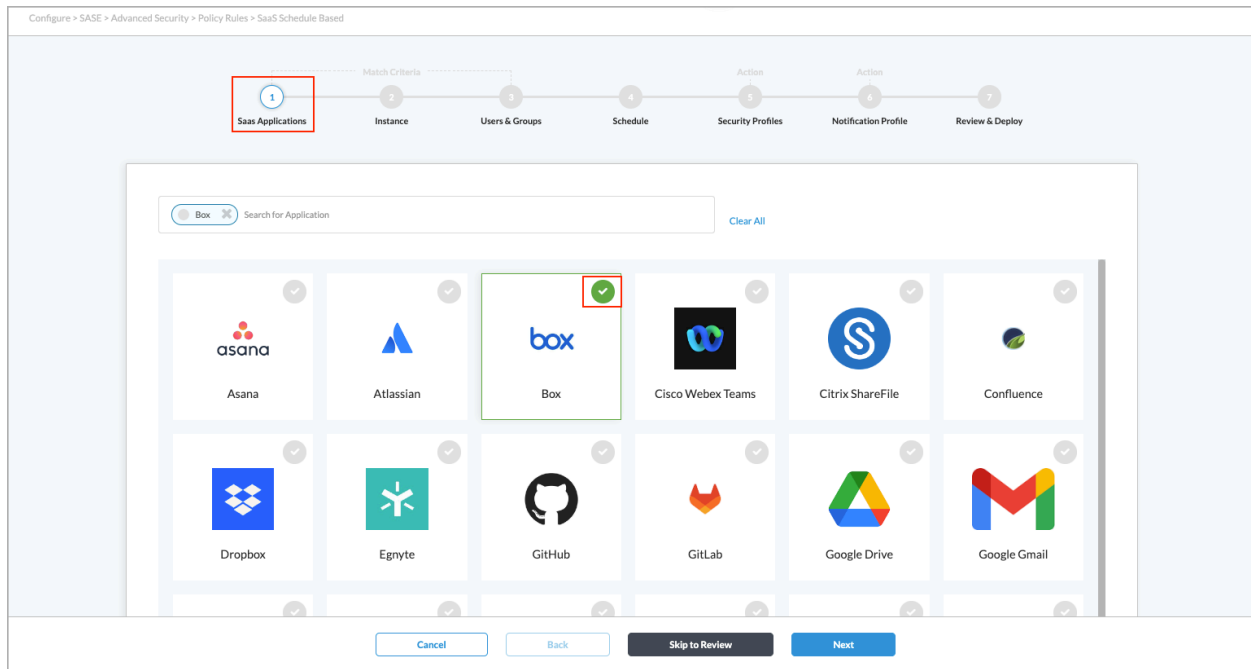 Configure > SASE > Advanced Security > Policy Rules > SaaS Schedule Based
Match Criteria
Action
Action
1
2
3
4
5
6
7
Saas Applications
Instance
Users & Groups
Schedule
Security Profiles
Notification Profile
Review & Deploy
Box
Search for Application
Clear All
asana
box
Asana
Atlassian
Box
Cisco Webex Teams
Citrix ShareFile
Confluence
Dropbox
Egnyte
GitHub
GitLab
Google Drive
Google Gmail
Cancel
Back
Skip to Review
Next